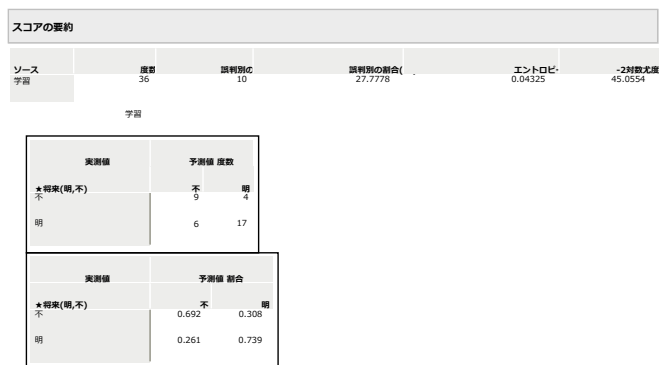 スコアの要約
ソース 度数 誤判別の 誤判別の割合( エントロピー -2対数尤度
学習 36 10 27.7778 0.04325 45.0554
学習
実測値 予測値 度数
★将来(明,不) 不 明
不 9 4
明 6 17
実測値 予測値 割合
★将来(明,不) 不 明
不 0.692 0.308
明 0.261 0.739